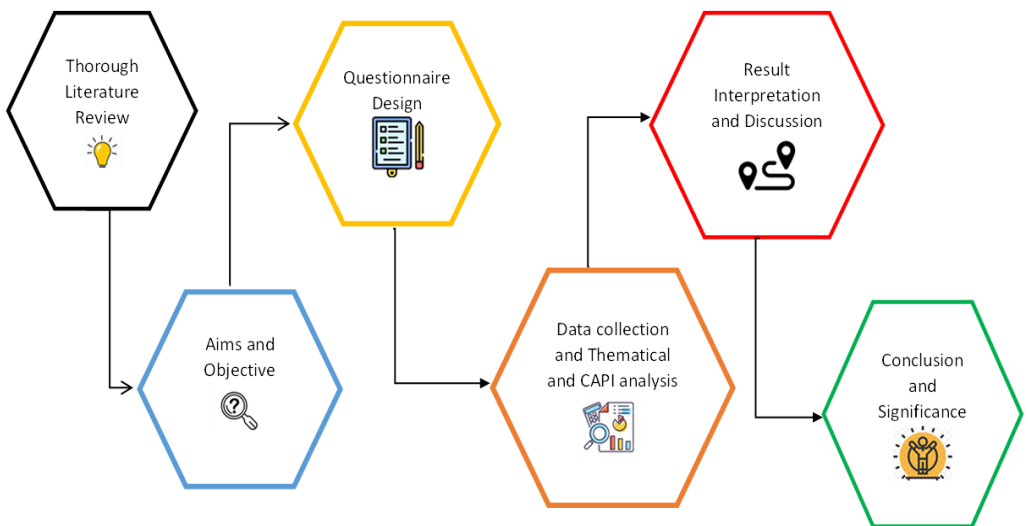 Thorough
Literature
Review
Aims and
Objective
Questionnaire
Design
Data collection
and Thematical
and CAPI analysis
Result
Interpretation
and Discussion
Conclusion
and
Significance